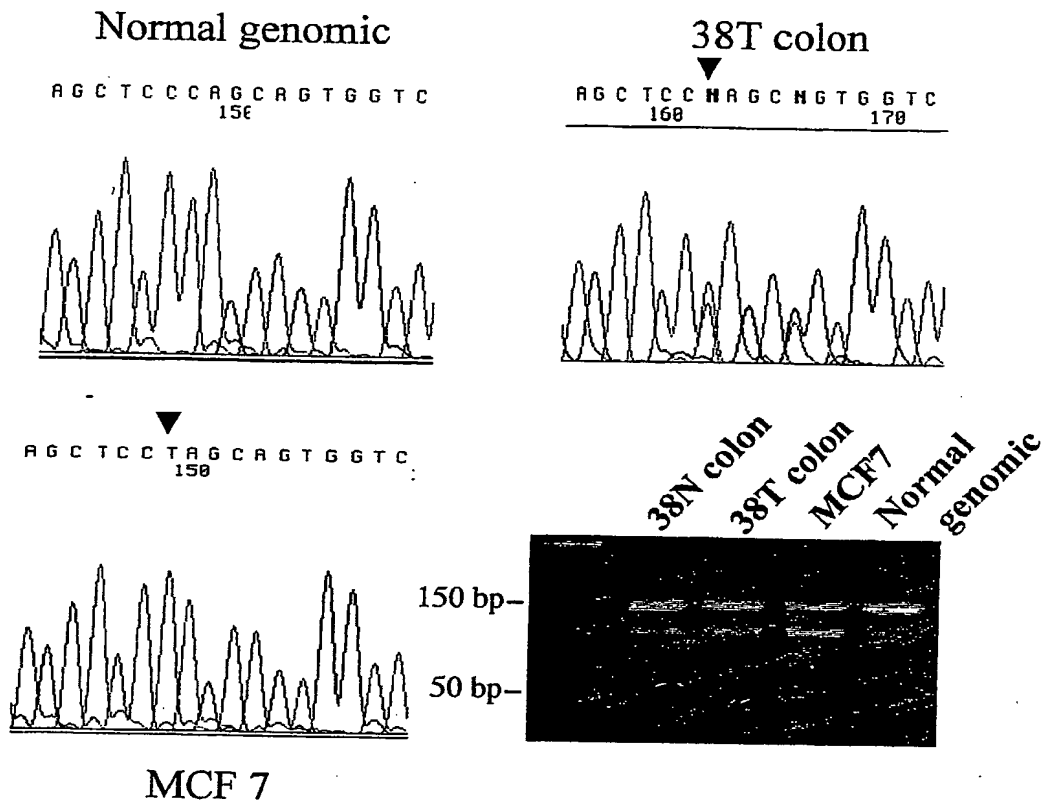 Normal genomic
AGCTCCCAGCAGTGGTC
150
38T colon
AGCTCCNAGCNGTGGTC
160 170
AGCTCCTAGCAGTGGTC
150
MCF 7
38N colon
38T colon
MCF7
Normal
genomic
150 bp
50 bp